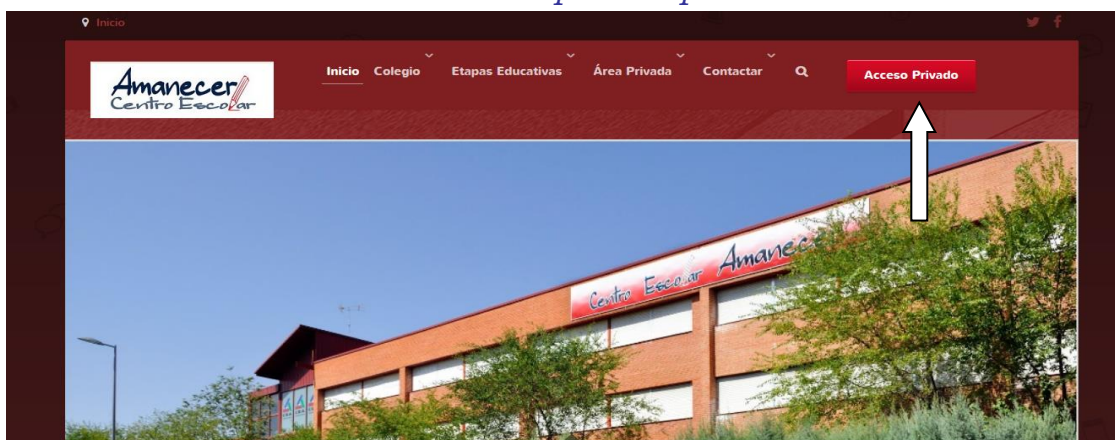 Inicio
Amanecer
Centro Escolar
Inicio Colegio Etapas Educativas Área Privada Contactar Acceso Privado
Centro Escolar Amanecer